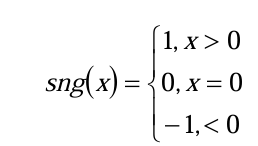 1, x > 0
sng(x) = { 0, x = 0
−1, < 0